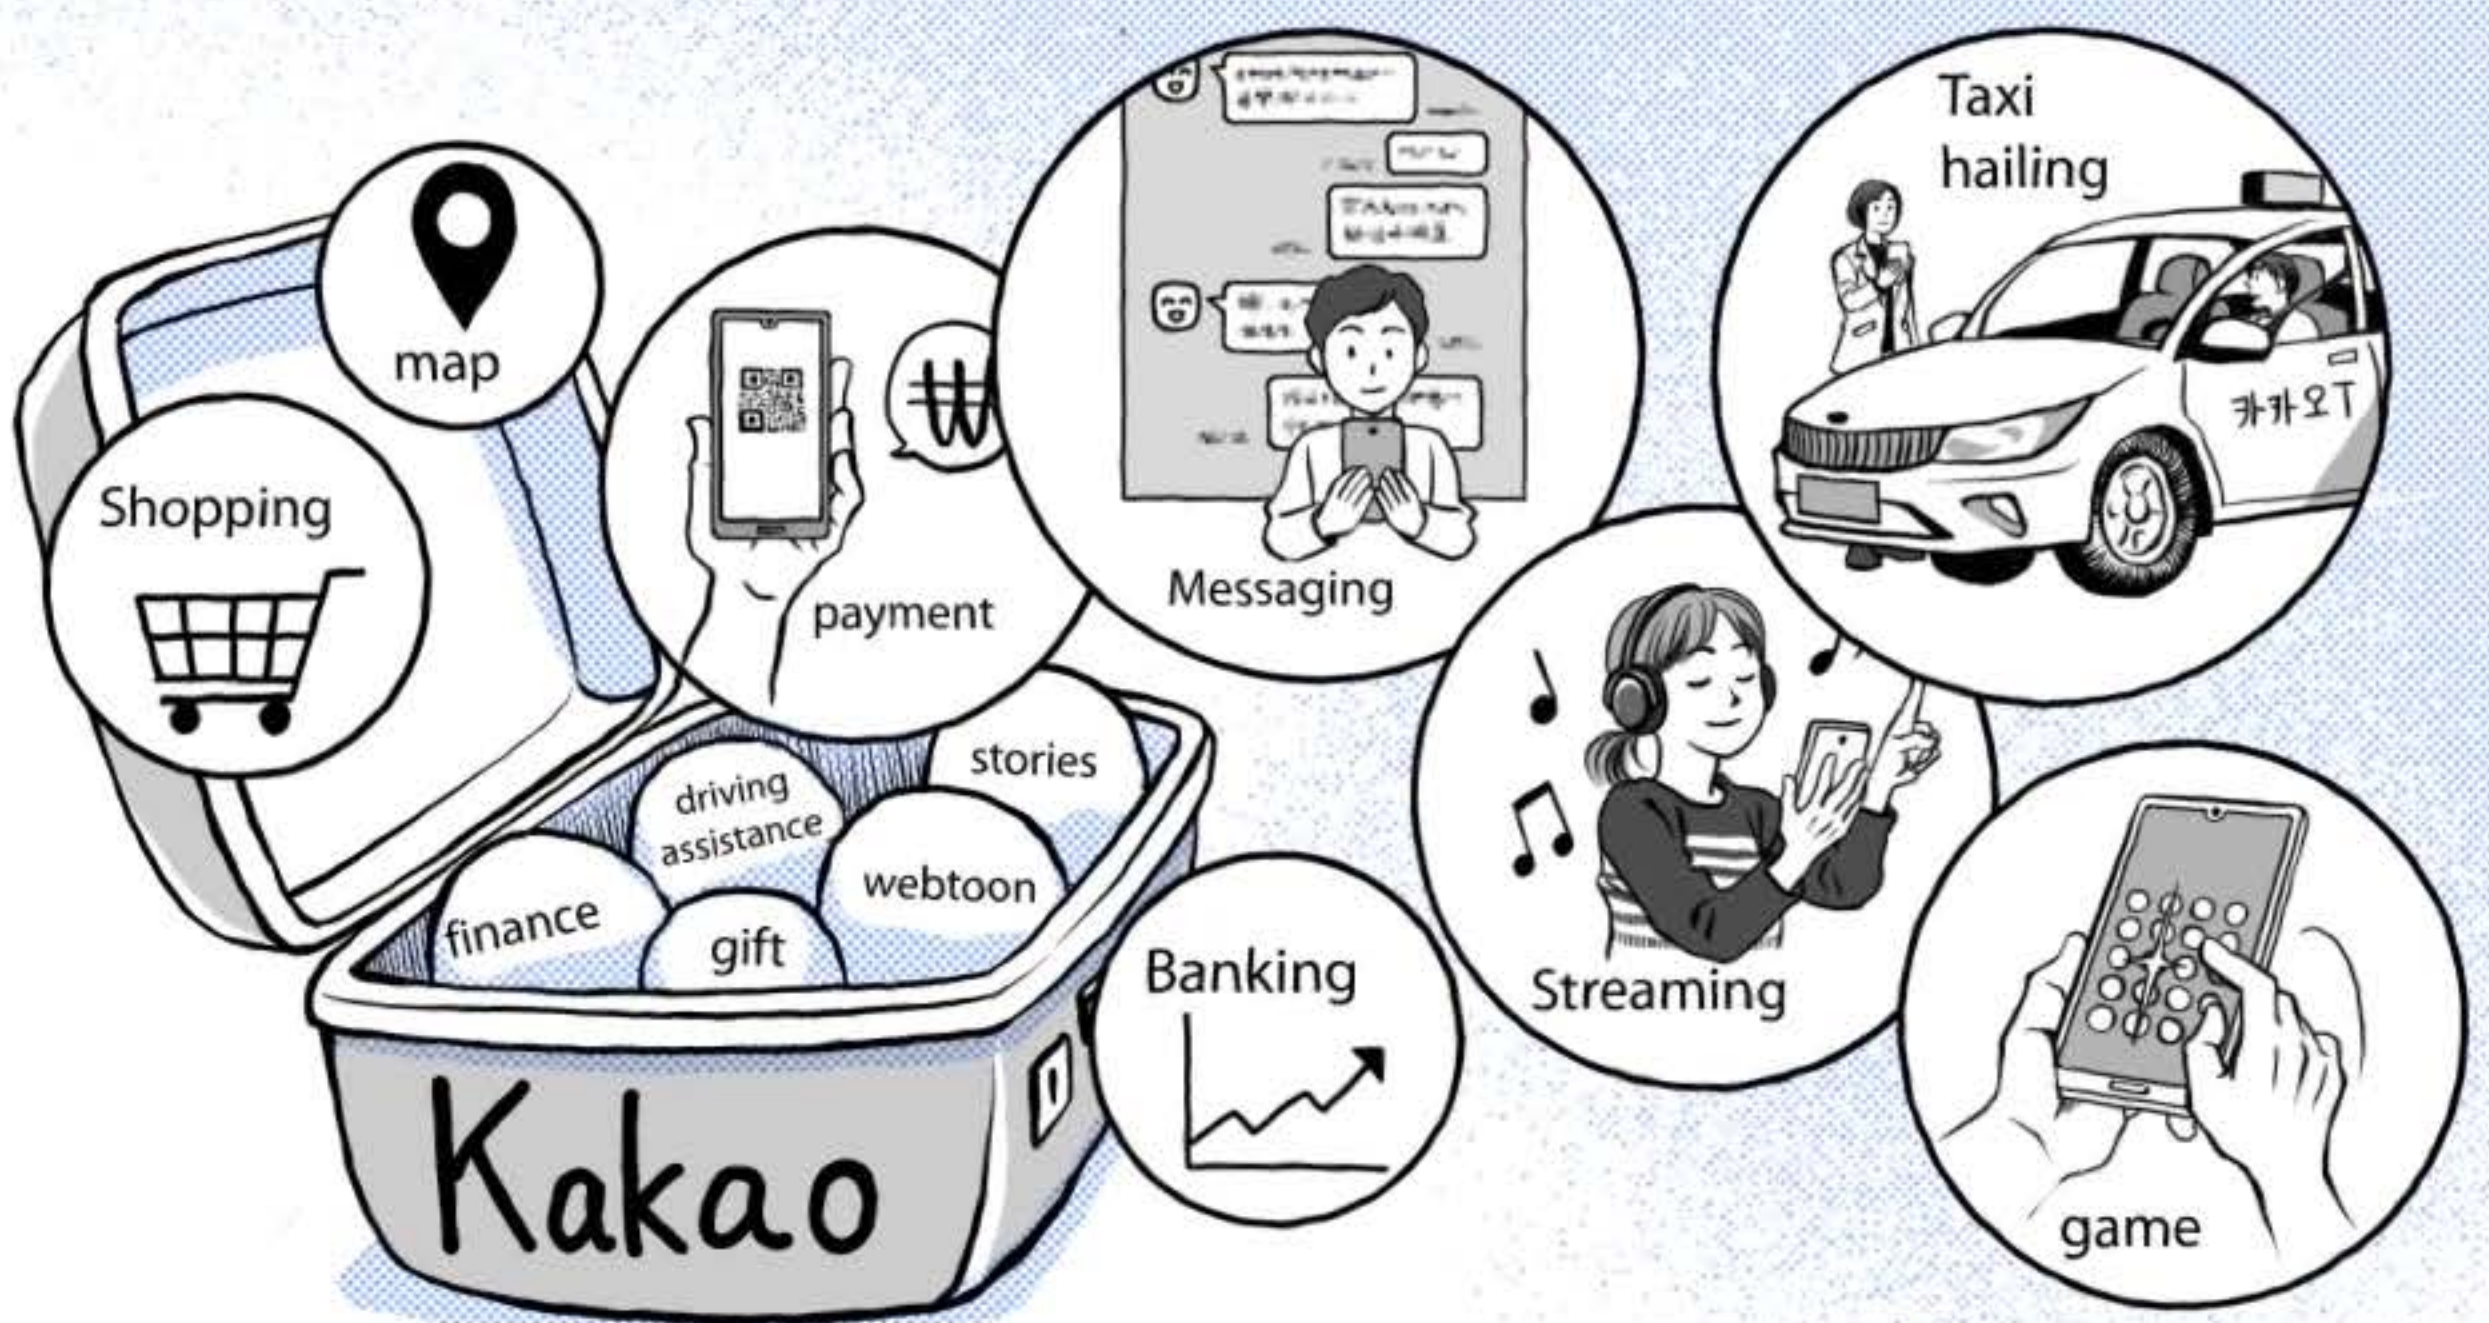 map
Shopping
₩
payment
Messaging
Taxi
hailing
카카오T
Streaming
game
stories
driving
assistance
webtoon
finance
gift
Banking
Kakao